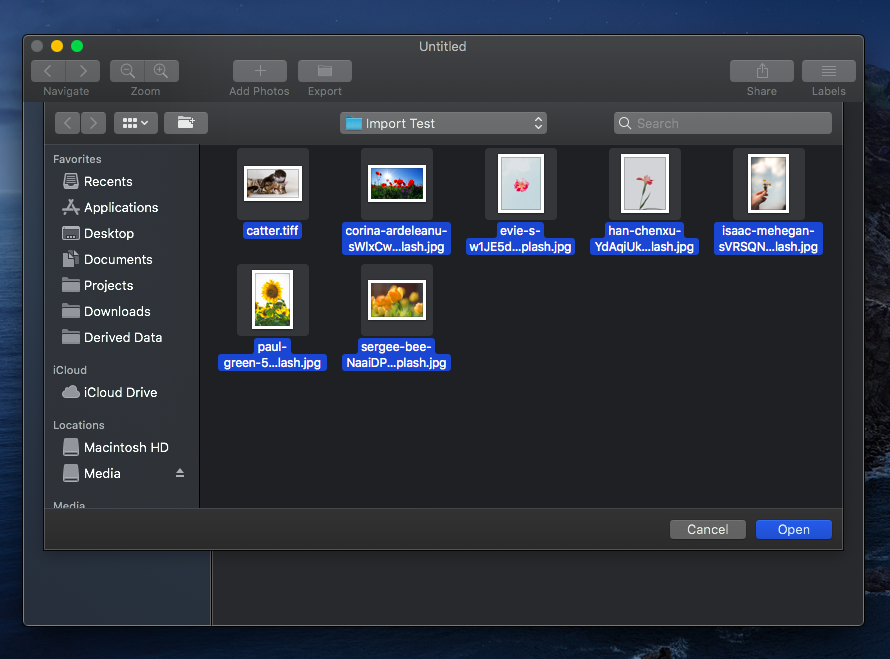 Untitled
Navigate
Zoom
Add Photos
Export
Share
Labels
Import Test
Search
Favorites
Recents
Applications
Desktop
Documents
Projects
Downloads
Derived Data
iCloud
iCloud Drive
Locations
Macintosh HD
Media
Media
catter.tiff
corina-ardeleanu-
sWlxCw...lash.jpg
evie-s-
w1JE5d...plash.jpg
han-chenxu-
YdAqiUk...lash.jpg
isaac-mehegan-
sVRSQN...lash.jpg
paul-
green-5...lash.jpg
sergee-bee-
NaaiDP...plash.jpg
Cancel
Open